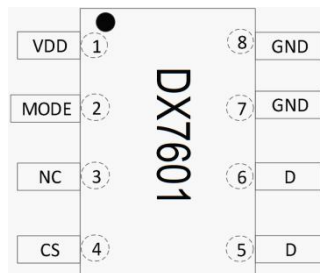 VDD 1 8 GND
MODE 2 7 GND
NC 3 6 D
CS 4 5 D
DX7601